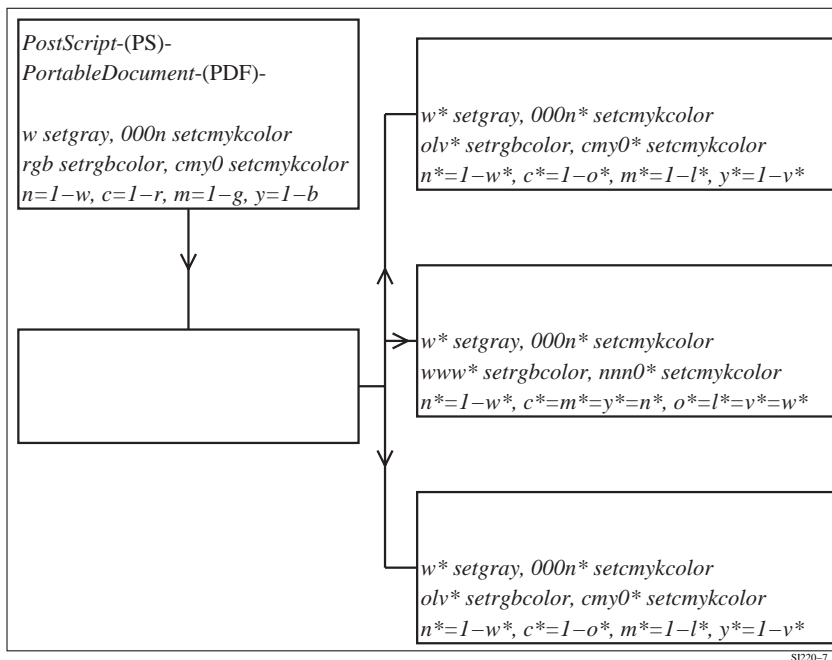 PostScript-(PS)-
PortableDocument-(PDF)-
w setgray, 000n setcmykcolor
rgb setrgbcolor, cmy0 setcmykcolor
n=1−w, c=1−r, m=1−g, y=1−b
w* setgray, 000n* setcmykcolor
olv* setrgbcolor, cmy0* setcmykcolor
n*=1−w*, c*=1−o*, m*=1−l*, y*=1−v*
w* setgray, 000n* setcmykcolor
www* setrgbcolor, nnn0* setcmykcolor
n*=1−w*, c*=m*=y*=n*, o*=l*=v*=w*
w* setgray, 000n* setcmykcolor
olv* setrgbcolor, cmy0* setcmykcolor
n*=1−w*, c*=1−o*, m*=1−l*, y*=1−v*
SI220−7